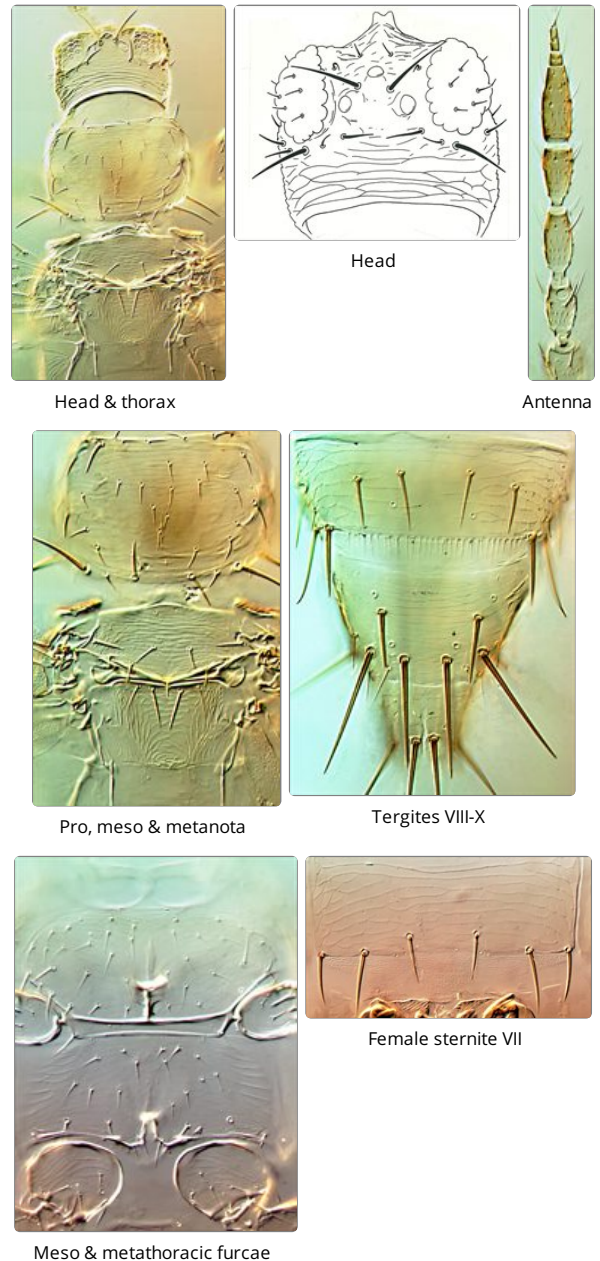 Head
Head & thorax
Antenna
Pro, meso & metanota
Tergites VIII-X
Female sternite VII
Meso & metathoracic furcae